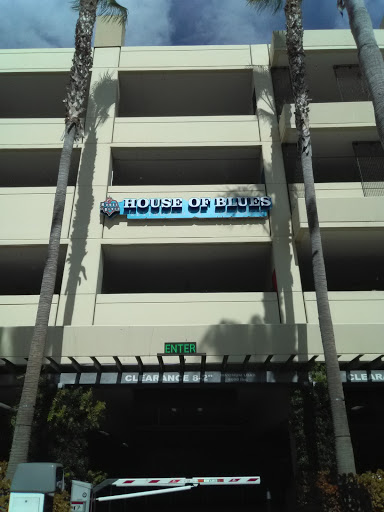 HOUSE OF BLUES
ENTER
CLEARANCE 8'-2"
CLEAR